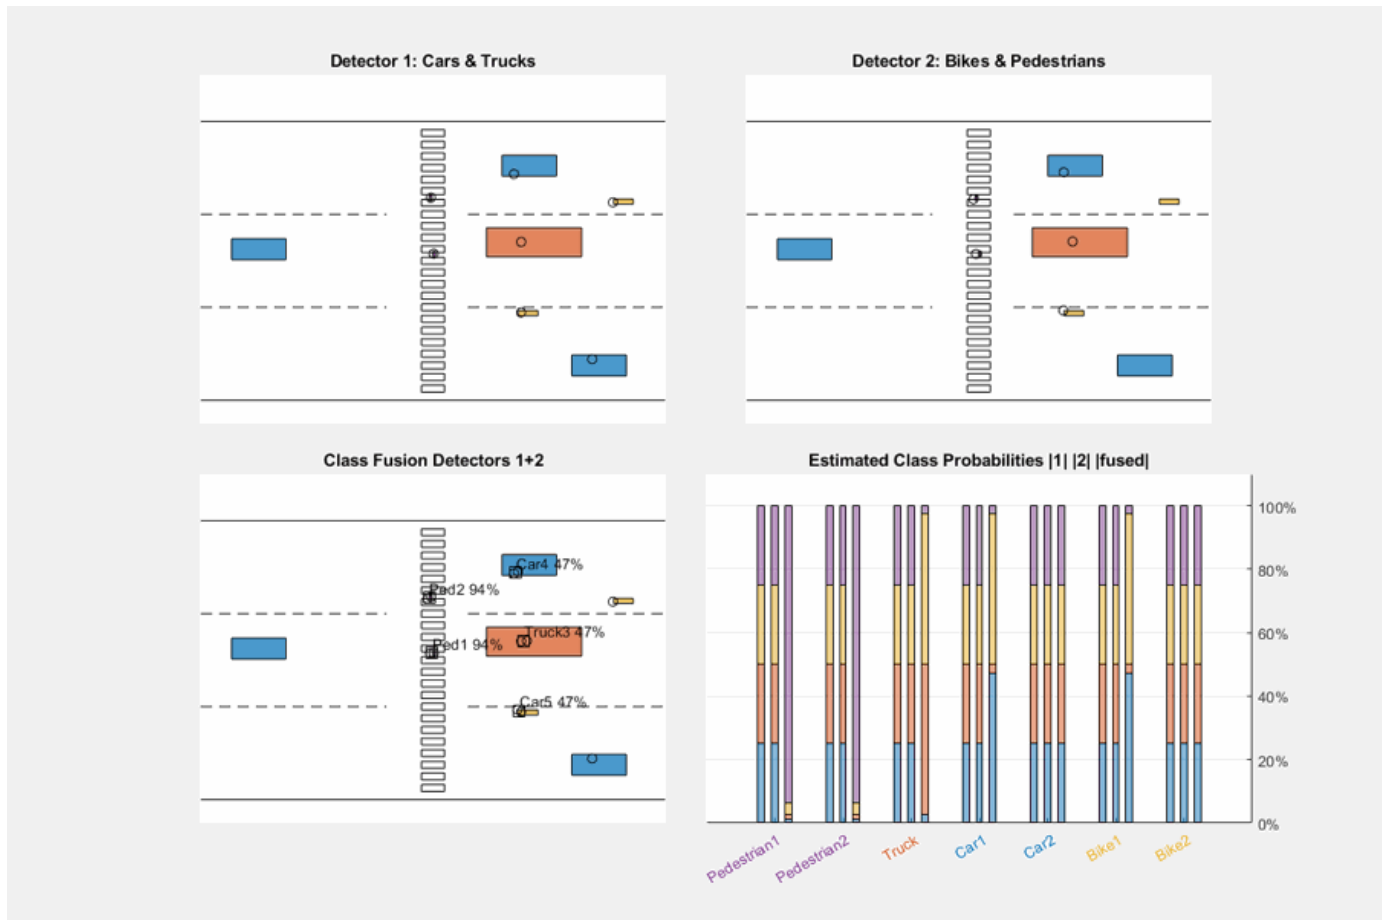 Detector 1: Cars & Trucks
Detector 2: Bikes & Pedestrians
Class Fusion Detectors 1+2
Car4 47%
Ped2 94%
Truck3 47%
Ped1 94%
Car5 47%
Estimated Class Probabilities |1| |2| |fused|
100%
80%
60%
40%
20%
0%
Pedestrian1
Pedestrian2
Truck
Car1
Car2
Bike1
Bike2